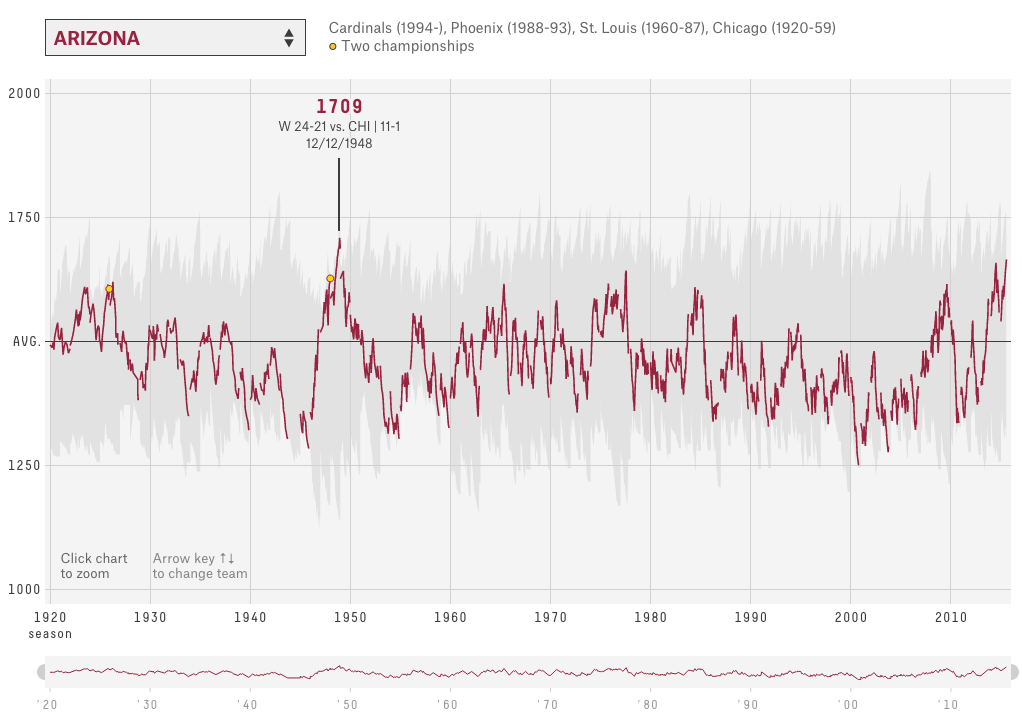 ARIZONA
Cardinals (1994-), Phoenix (1988-93), St. Louis (1960-87), Chicago (1920-59)
Two championships
2000
1709
W 24-21 vs. CHI | 11-1
12/12/1948
1750
AVG.
1250
Click chart
to zoom
Arrow key ↑↓
to change team
1000
1920 1930 1940 1950 1960 1970 1980 1990 2000 2010
season
'20 '30 '40 '50 '60 '70 '80 '90 '00 '10